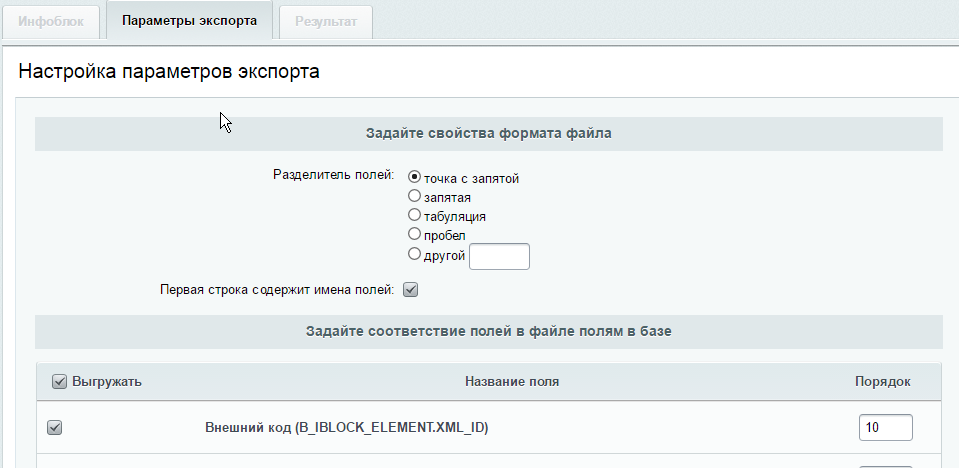 Инфоблок Параметры экспорта Результат
Настройка параметров экспорта
Задайте свойства формата файла
Разделитель полей: точка с запятой
запятая
табуляция
пробел
другой
Первая строка содержит имена полей:
Задайте соответствие полей в файле полям в базе
Выгружать Название поля Порядок
Внешний код (B_IBLOCK_ELEMENT.XML_ID) 10